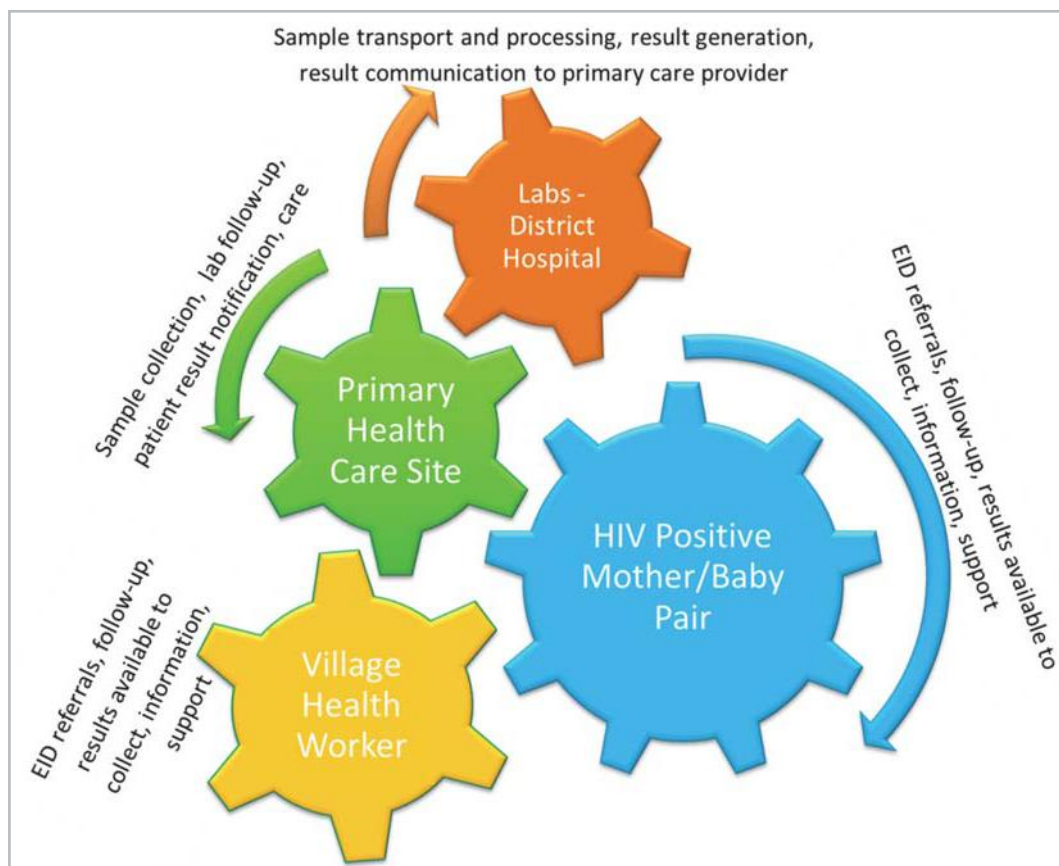 Sample transport and processing, result generation,
result communication to primary care provider
Labs -
District
Hospital
Sample collection,  lab follow-up,
patient result notification, care
Primary
Health
Care Site
EID referrals, follow-up, results available to
collect, information, support
HIV Positive
Mother/Baby
Pair
EID referrals, follow-up,
results available to
collect, information,
support
Village
Health
Worker